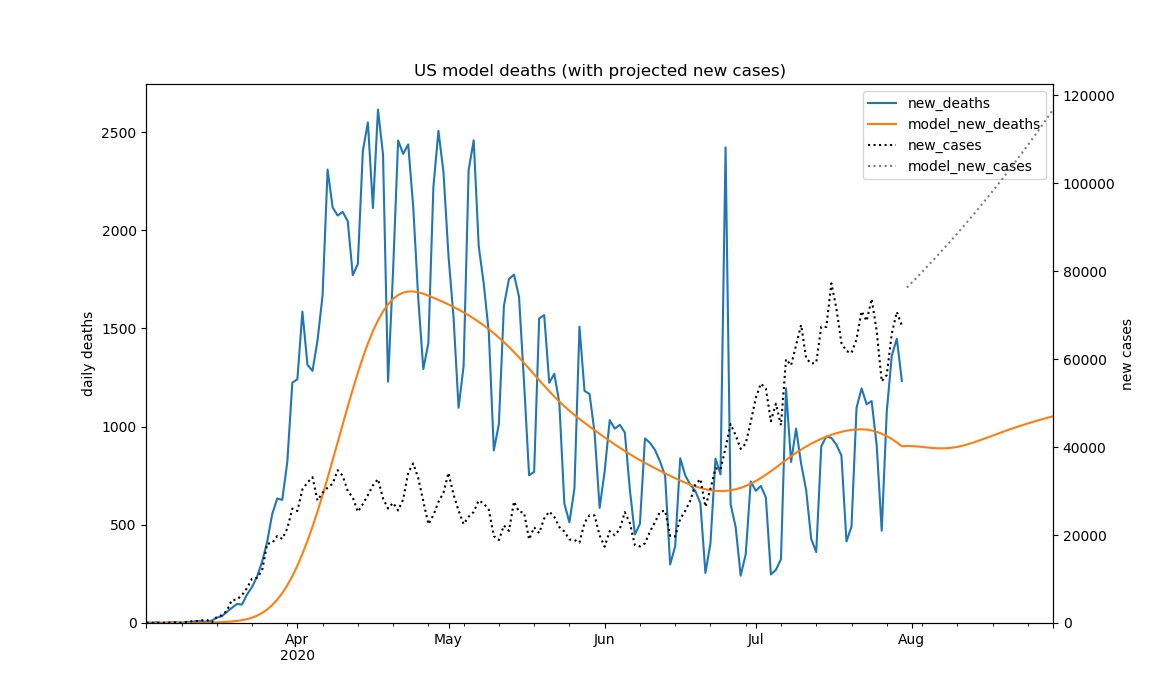 US model deaths (with projected new cases)
new_deaths
model_new_deaths
new_cases
model_new_cases
daily deaths
2500
2000
1500
1000
500
0
120000
100000
80000
60000
40000
20000
0
new cases
Apr
2020
May
Jun
Jul
Aug